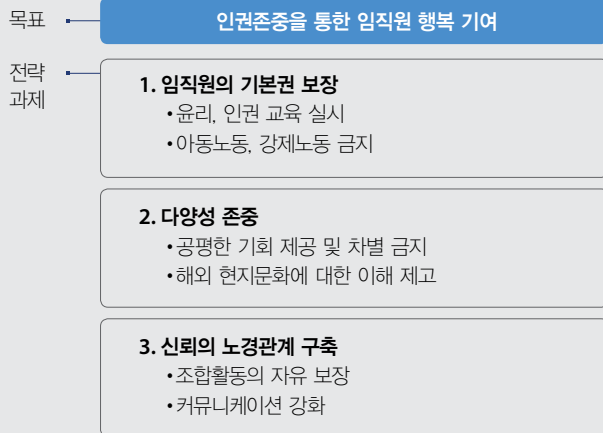 목표
인권존중을 통한 임직원 행복 기여
전략
과제
1. 임직원의 기본권 보장
•윤리, 인권 교육 실시
•아동노동, 강제노동 금지
2. 다양성 존중
•공평한 기회 제공 및 차별 금지
•해외 현지문화에 대한 이해 제고
3. 신뢰의 노경관계 구축
•조합활동의 자유 보장
•커뮤니케이션 강화